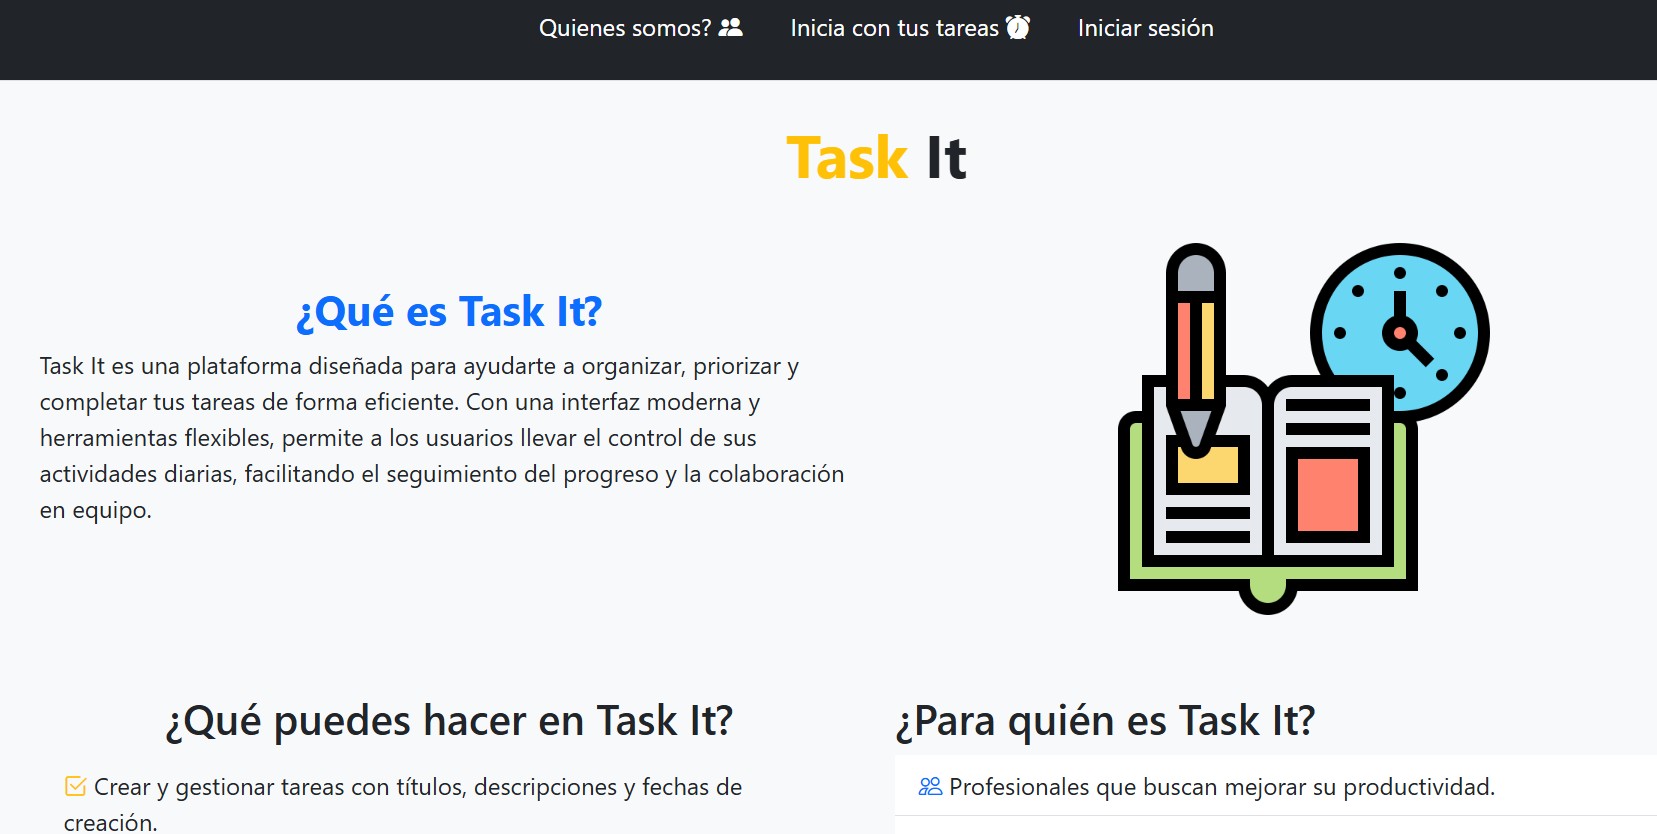 Quienes somos?
Inicia con tus tareas
Iniciar sesión
Task It
¿Qué es Task It?
Task It es una plataforma diseñada para ayudarte a organizar, priorizar y
completar tus tareas de forma eficiente. Con una interfaz moderna y
herramientas flexibles, permite a los usuarios llevar el control de sus
actividades diarias, facilitando el seguimiento del progreso y la colaboración
en equipo.
¿Qué puedes hacer en Task It?
Crear y gestionar tareas con títulos, descripciones y fechas de
creación.
¿Para quién es Task It?
Profesionales que buscan mejorar su productividad.